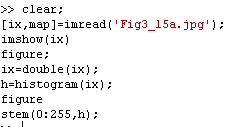 >> clear;
[ix,map]=imread('Fig3_15a.jpg');
imshow(ix)
figure;
ix=double(ix);
h=histogram(ix);
figure
stem(0:255,h);